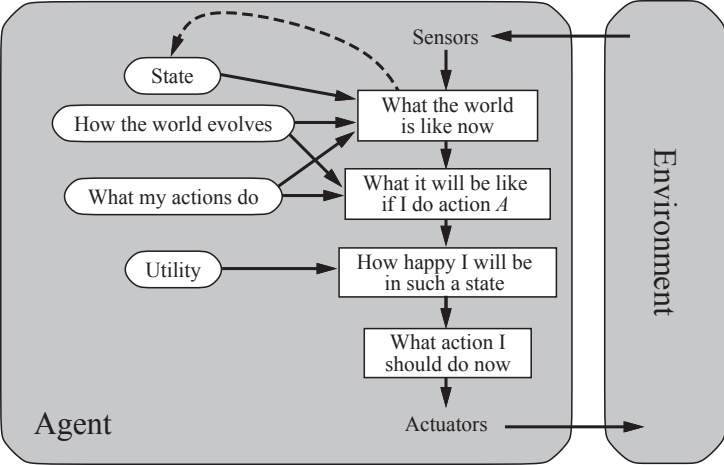 Sensors
State
What the world
is like now
How the world evolves
What my actions do
What it will be like
if I do action A
Utility
How happy I will be
in such a state
What action I
should do now
Agent
Actuators
Environment